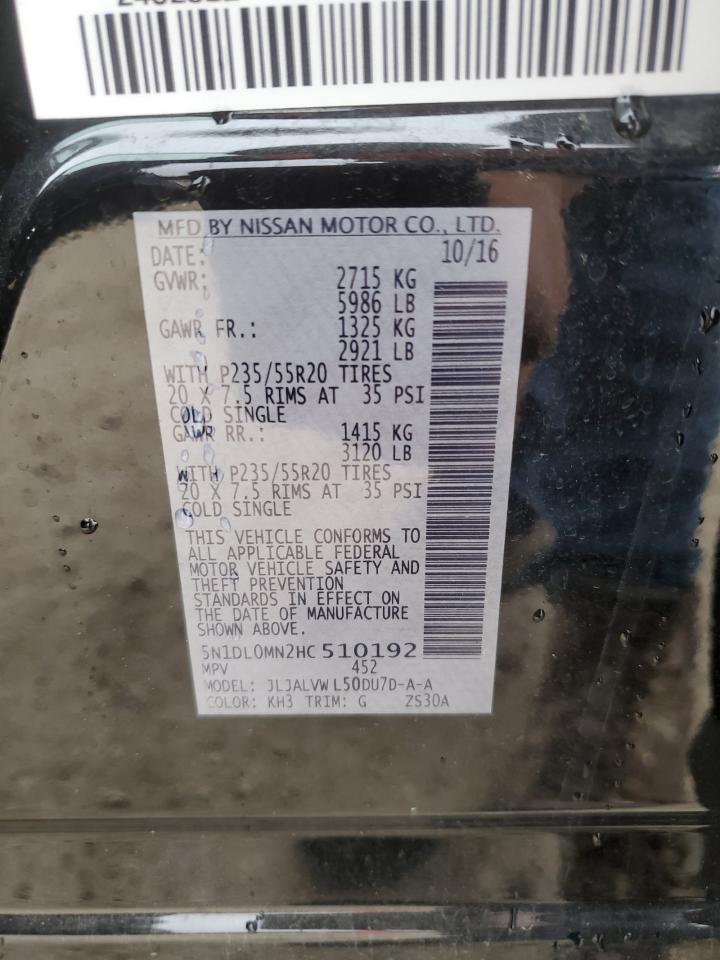 MFD BY NISSAN MOTOR CO., LTD.
DATE: 10/16
GVWR: 2715 KG
5986 LB
GAWR FR.: 1325 KG
2921 LB
WITH P235/55R20 TIRES
20 X 7.5 RIMS AT 35 PSI
COLD SINGLE
GAWR RR.: 1415 KG
3120 LB
WITH P235/55R20 TIRES
20 X 7.5 RIMS AT 35 PSI
COLD SINGLE
THIS VEHICLE CONFORMS TO
ALL APPLICABLE FEDERAL
MOTOR VEHICLE SAFETY AND
THEFT PREVENTION
STANDARDS IN EFFECT ON
THE DATE OF MANUFACTURE
SHOWN ABOVE.
5N1DL0MN2HC 510192
MPV 452
MODEL: JLJALVW L50DU7D-A-A
COLOR: KH3 TRIM: G ZS30A